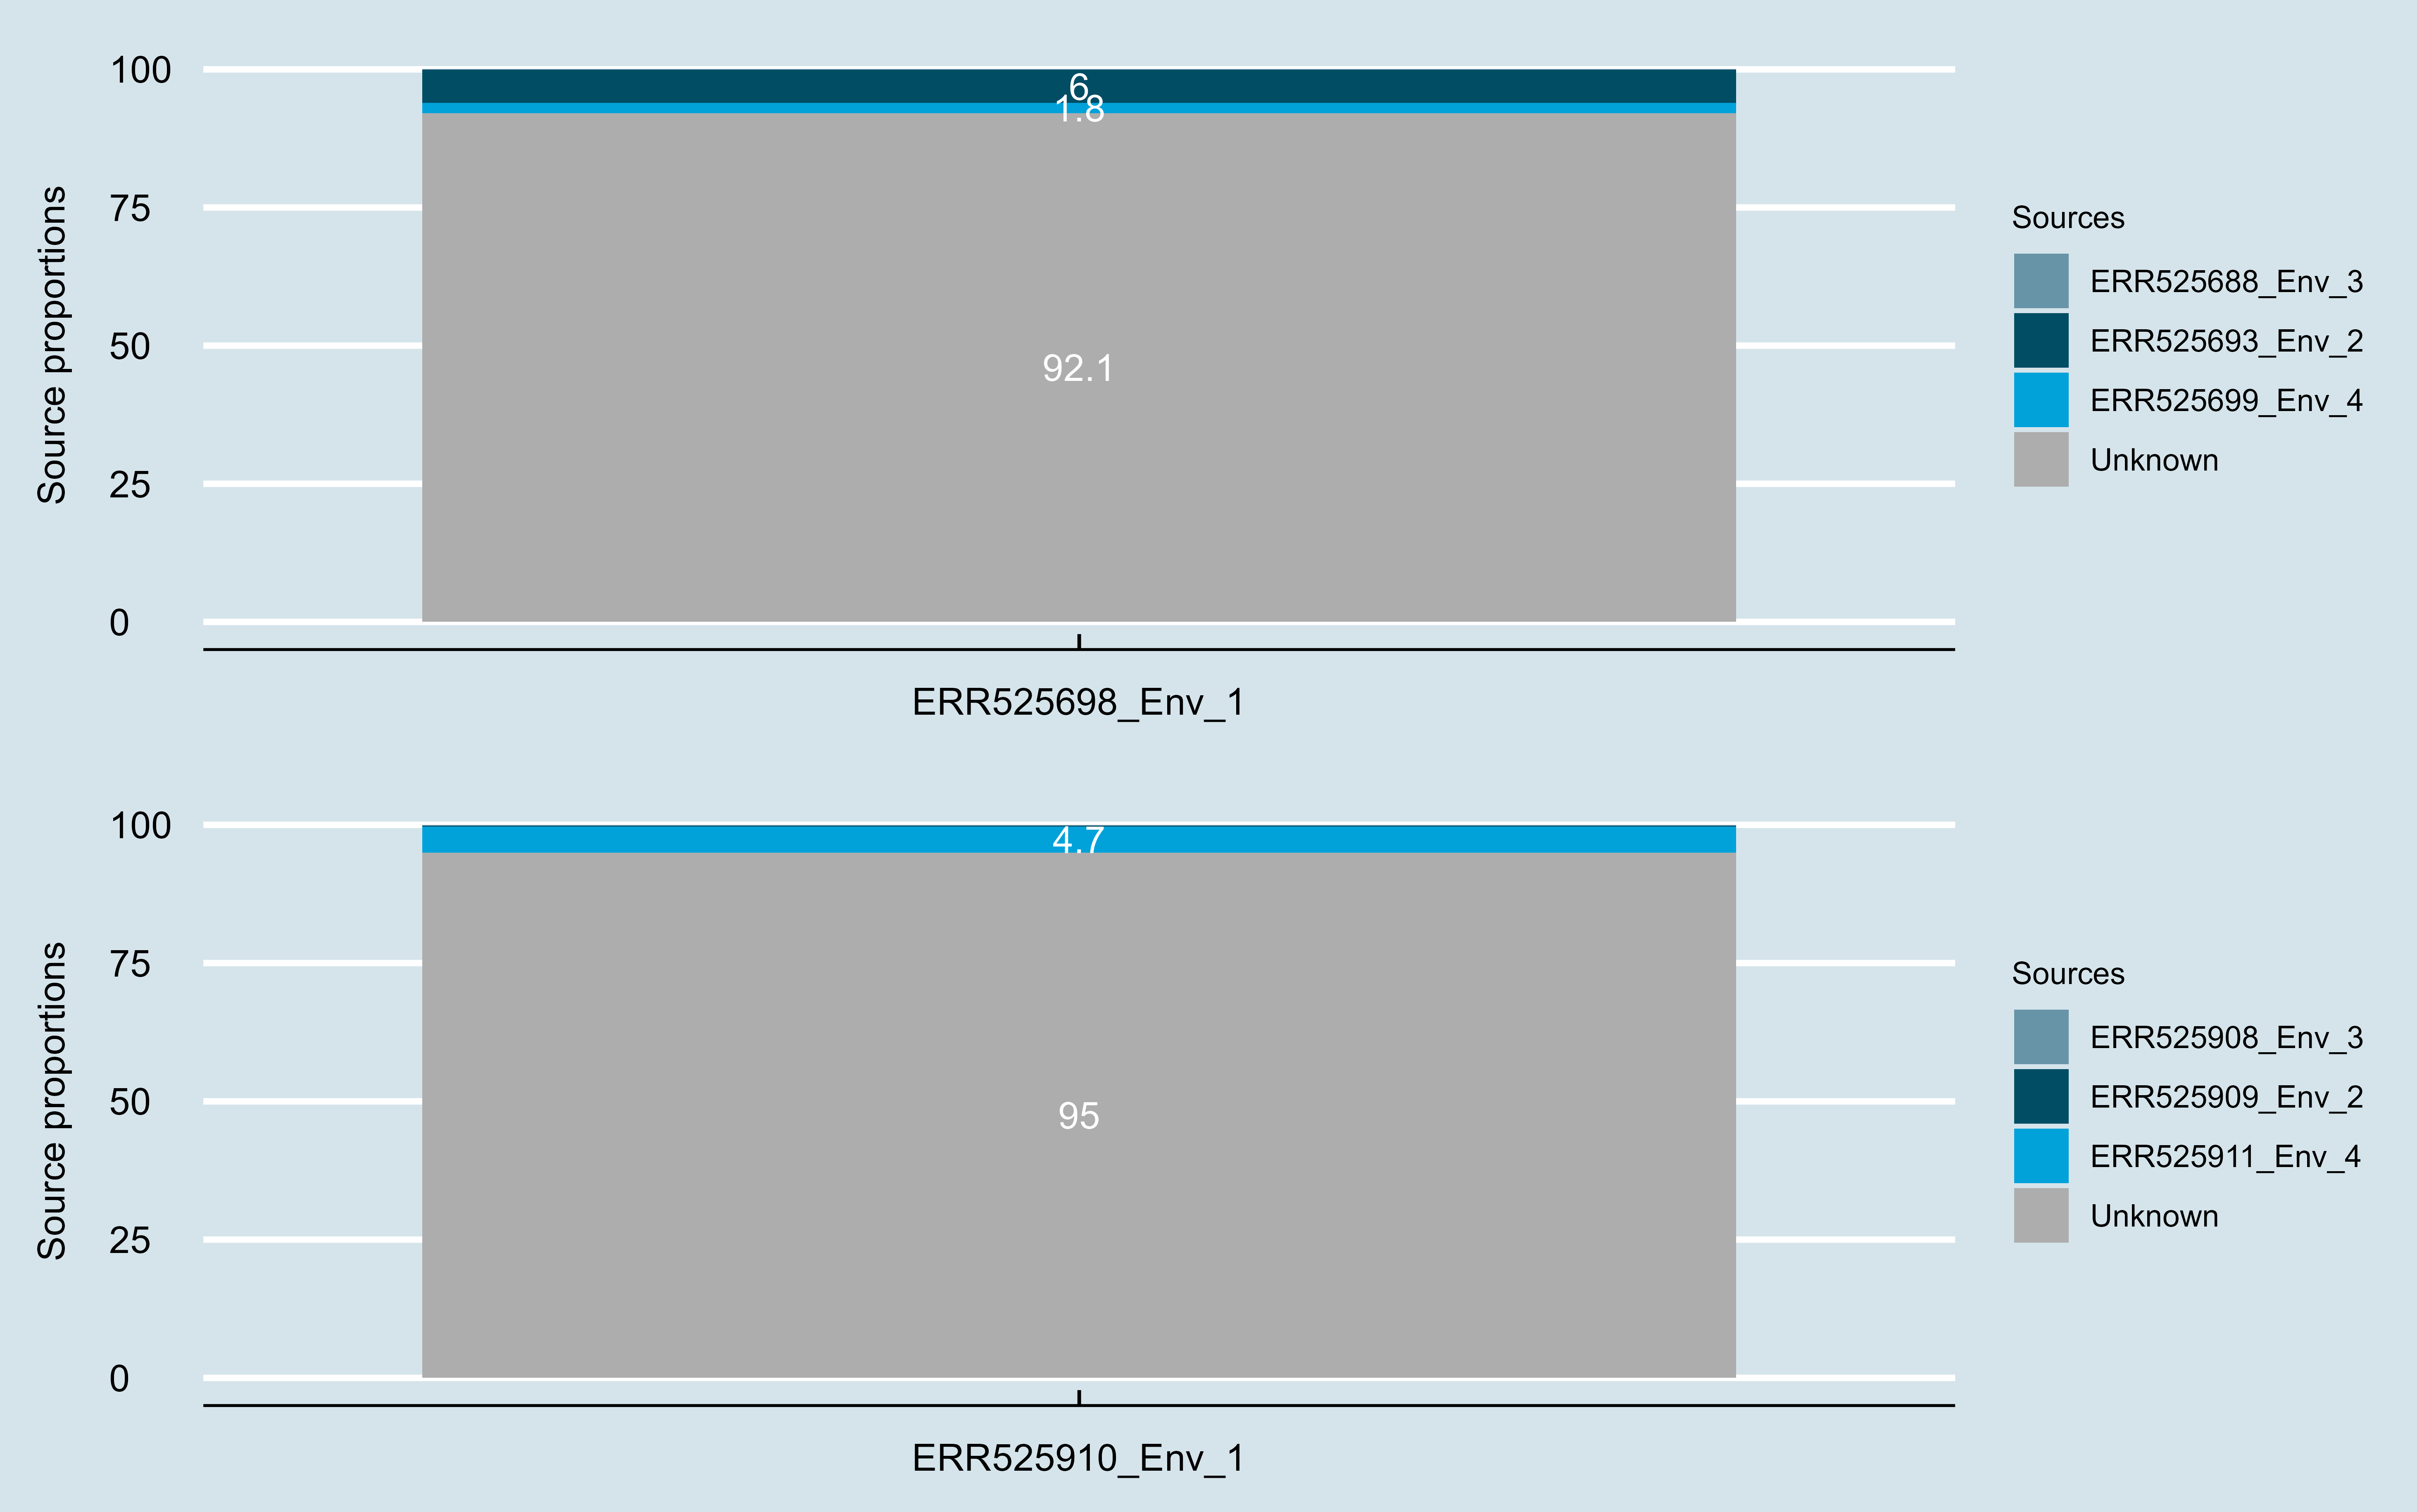 100
75
50
25
0
Source proportions
6
1.8
92.1
ERR525698_Env_1
Sources
ERR525688_Env_3
ERR525693_Env_2
ERR525699_Env_4
Unknown
100
75
50
25
0
Source proportions
4.7
95
ERR525910_Env_1
Sources
ERR525908_Env_3
ERR525909_Env_2
ERR525911_Env_4
Unknown